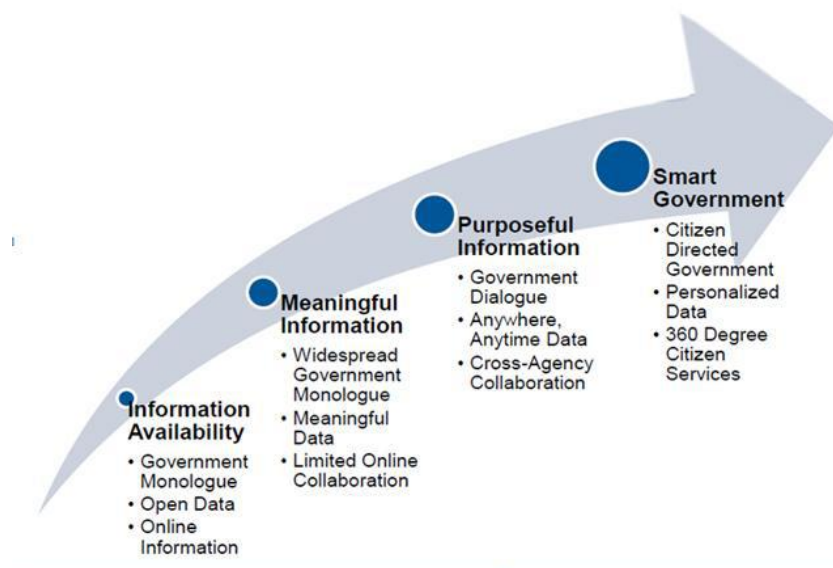 Information
Availability
• Government
Monologue
• Open Data
• Online
Information
Meaningful
Information
• Widespread
Government
Monologue
• Meaningful
Data
• Limited Online
Collaboration
Purposeful
Information
• Government
Dialogue
• Anywhere,
Anytime Data
• Cross-Agency
Collaboration
Smart
Government
• Citizen
Directed
Government
• Personalized
Data
• 360 Degree
Citizen
Services